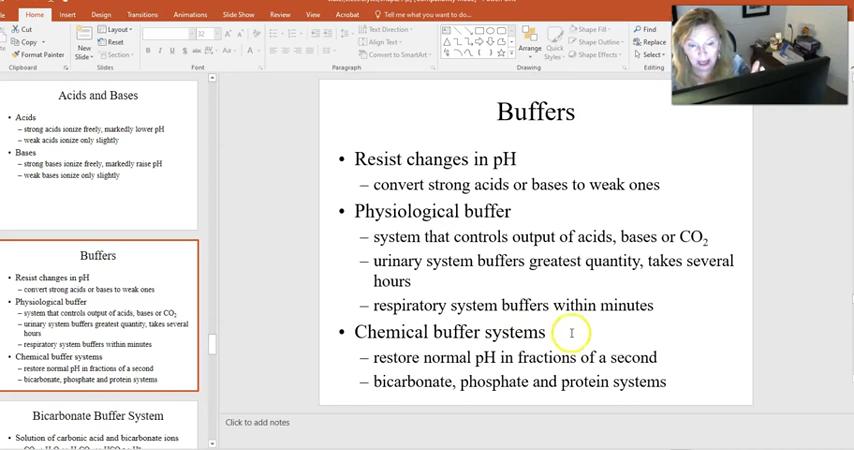 Home Insert Design Transitions Animations Slide Show Review View Acrobat Tell me what you want to do...
Cut
Copy
Format Painter
Clipboard
New
Slide
Layout
Reset
Section
Slides
32
Font
Text Direction
Align Text
Convert to SmartArt
Paragraph
Arrange
Quick
Styles
Shape Fill
Shape Outline
Shape Effects
Drawing
Find
Replace
Select
Editing
Acids and Bases
• Acids
– strong acids ionize freely, markedly lower pH
– weak acids ionize only slightly
• Bases
– strong bases ionize freely, markedly raise pH
– weak bases ionize only slightly
Buffers
• Resist changes in pH
– convert strong acids or bases to weak ones
• Physiological buffer
– system that controls output of acids, bases or CO₂
– urinary system buffers greatest quantity, takes several
hours
– respiratory system buffers within minutes
• Chemical buffer systems
– restore normal pH in fractions of a second
– bicarbonate, phosphate and protein systems
Bicarbonate Buffer System
• Solution of carbonic acid and bicarbonate ions
Buffers
• Resist changes in pH
– convert strong acids or bases to weak ones
• Physiological buffer
– system that controls output of acids, bases or CO₂
– urinary system buffers greatest quantity, takes several
hours
– respiratory system buffers within minutes
• Chemical buffer systems
– restore normal pH in fractions of a second
– bicarbonate, phosphate and protein systems
Click to add notes